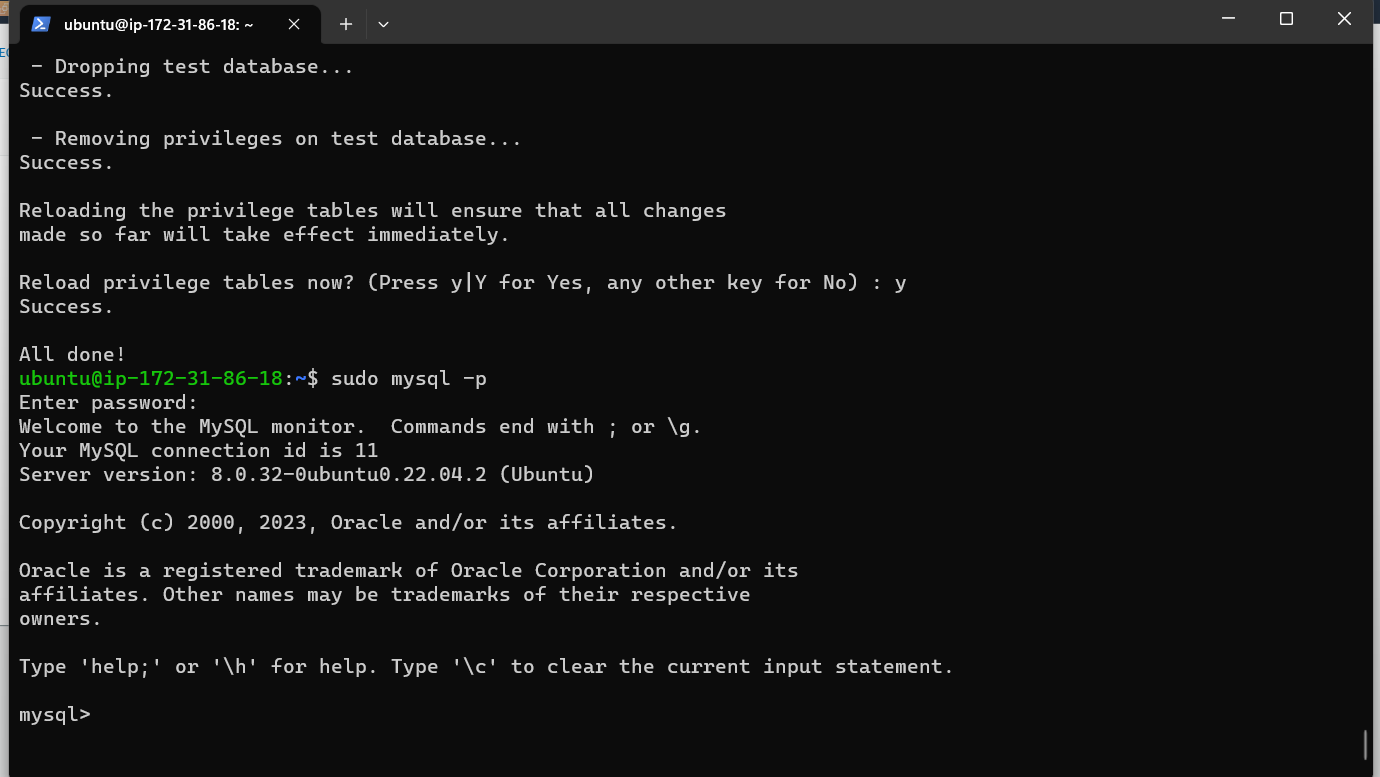 ubuntu@ip-172-31-86-18: ~
- Dropping test database...
Success.
- Removing privileges on test database...
Success.
Reloading the privilege tables will ensure that all changes
made so far will take effect immediately.
Reload privilege tables now? (Press y|Y for Yes, any other key for No) : y
Success.
All done!
ubuntu@ip-172-31-86-18:~$ sudo mysql -p
Enter password:
Welcome to the MySQL monitor.  Commands end with ; or \g.
Your MySQL connection id is 11
Server version: 8.0.32-0ubuntu0.22.04.2 (Ubuntu)
Copyright (c) 2000, 2023, Oracle and/or its affiliates.
Oracle is a registered trademark of Oracle Corporation and/or its
affiliates. Other names may be trademarks of their respective
owners.
Type 'help;' or '\h' for help. Type '\c' to clear the current input statement.
mysql>